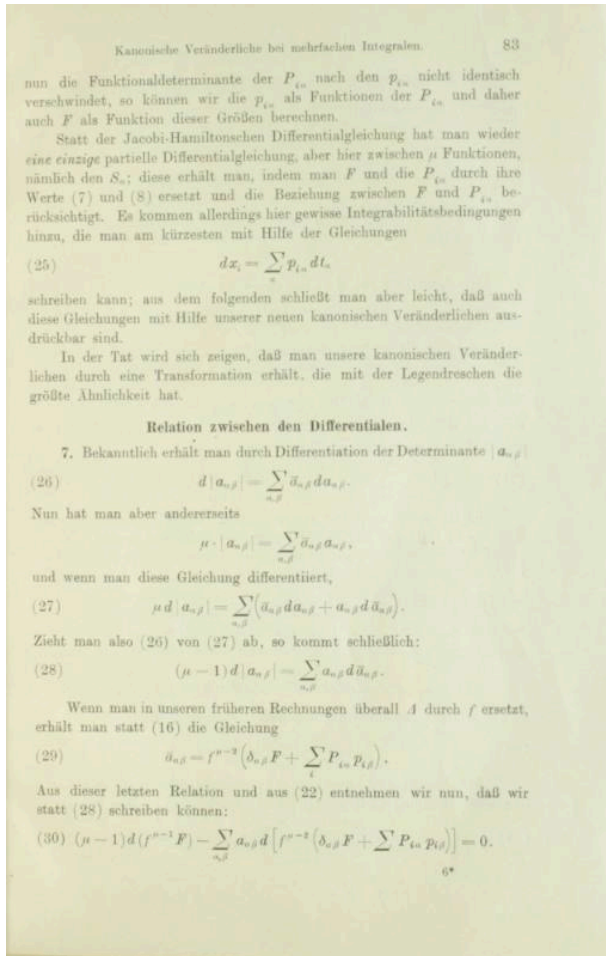 Kanonische Veränderliche bei mehrfachen Integralen. 83
nun die Funktionaldeterminante der P_{iα} nach den p_{iα} nicht identisch
verschwindet, so können wir die p_{iα} als Funktionen der P_{iα} und daher
auch F als Funktion dieser Größen berechnen.
Statt der Jacobi-Hamiltonschen Differentialgleichung hat man wieder
eine einzige partielle Differentialgleichung, aber hier zwischen μ Funktionen,
nämlich den S_α; diese erhält man, indem man F und die P_{iα} durch ihre
Werte (7) und (8) ersetzt und die Beziehung zwischen F und P_{iα} be-
rücksichtigt. Es kommen allerdings hier gewisse Integrabilitätsbedingungen
hinzu, die man am kürzesten mit Hilfe der Gleichungen
(25) dx_i = ∑_α p_{iα} dt_α
schreiben kann; aus dem folgenden schließt man aber leicht, daß auch
diese Gleichungen mit Hilfe unserer neuen kanonischen Veränderlichen aus-
drückbar sind.
In der Tat wird sich zeigen, daß man unsere kanonischen Veränder-
lichen durch eine Transformation erhält. die mit der Legendreschen die
größte Ähnlichkeit hat.
Relation zwischen den Differentialen.
7. Bekanntlich erhält man durch Differentiation der Determinante |a_{αβ}|
(26) d|a_{αβ}| = ∑_{α,β} ā_{αβ} da_{αβ}.
Nun hat man aber andererseits
μ·|a_{αβ}| = ∑_{α,β} ā_{αβ} a_{αβ},
und wenn man diese Gleichung differentiiert,
(27) μ d|a_{αβ}| = ∑_{α,β} (ā_{αβ} da_{αβ} + a_{αβ} d ā_{αβ}).
Zieht man also (26) von (27) ab, so kommt schließlich:
(28) (μ − 1) d|a_{αβ}| = ∑_{α,β} a_{αβ} d ā_{αβ}.
Wenn man in unseren früheren Rechnungen überall Δ durch f ersetzt,
erhält man statt (16) die Gleichung
(29) ā_{αβ} = f^{μ−2} (δ_{αβ} F + ∑_i P_{iα} p_{iβ}).
Aus dieser letzten Relation und aus (22) entnehmen wir nun, daß wir
statt (28) schreiben können:
(30) (μ − 1) d (f^{μ−1} F) − ∑_{α,β} a_{αβ} d [f^{μ−2} (δ_{αβ} F + ∑ P_{iα} p_{iβ})] = 0.
6*